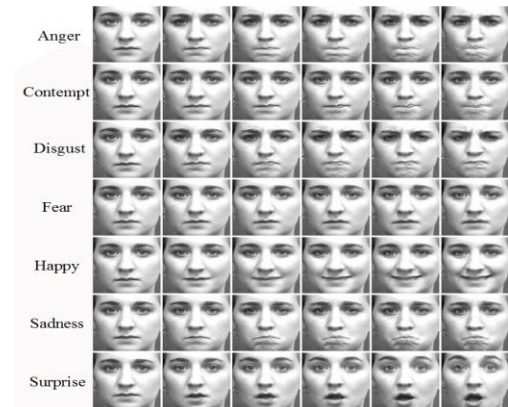 Anger
Contempt
Disgust
Fear
Happy
Sadness
Surprise